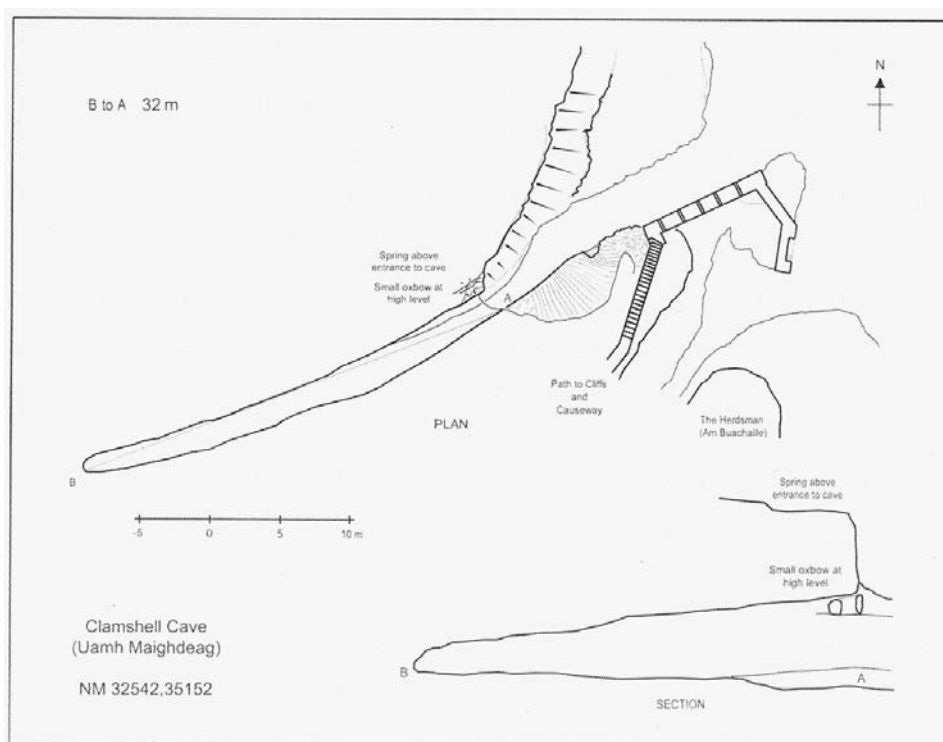 B to A 32 m
N
Spring above
entrance to cave
Small oxbow at
high level
A
Path to Cliffs
and
Causeway
The Herdsman
(Am Buachaille)
PLAN
B
-5 0 5 10 m
Spring above
entrance to cave
Small oxbow at
high level
Clamshell Cave
(Uamh Maighdeag)
NM 32542,35152
B
A
SECTION